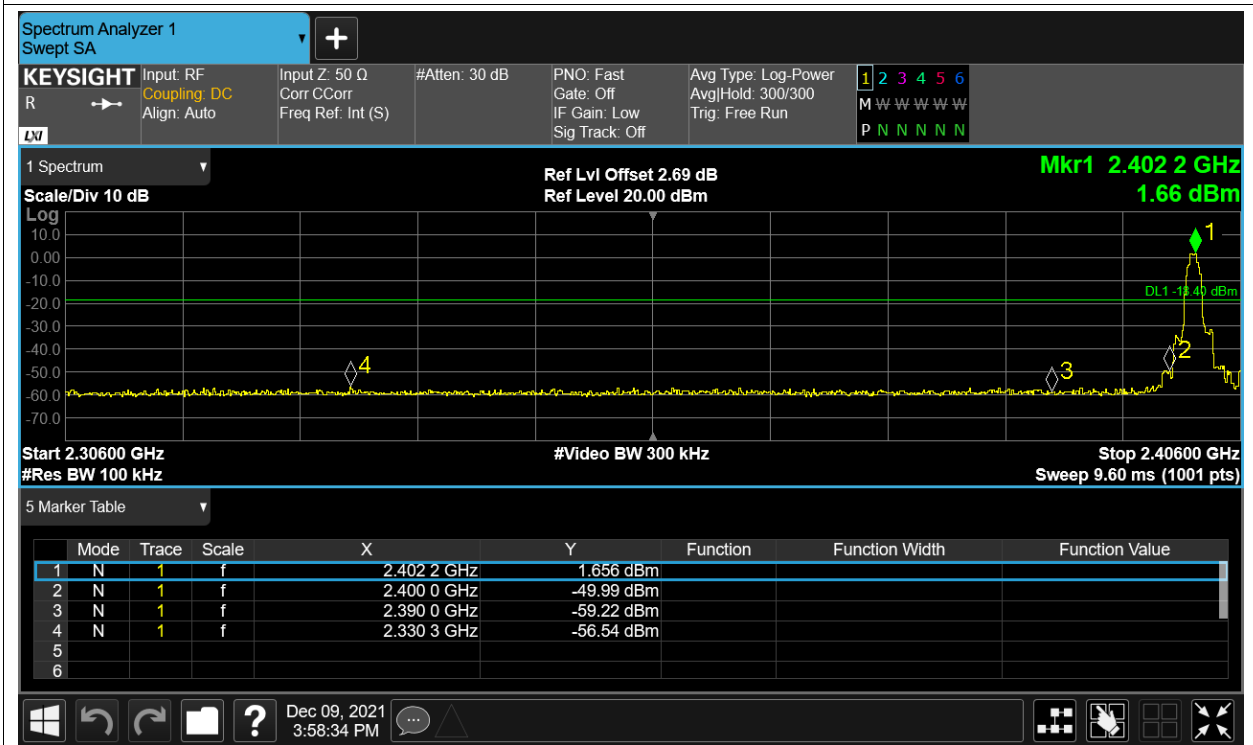 Spectrum Analyzer 1
Swept SA
KEYSIGHT Input: RF Input Z: 50 Ω #Atten: 30 dB PNO: Fast Avg Type: Log-Power 1 2 3 4 5 6
R Coupling: DC Corr CCorr Gate: Off Avg|Hold: 300/300 M W W W W W
Align: Auto Freq Ref: Int (S) IF Gain: Low Trig: Free Run
LXI Sig Track: Off P N N N N N
1 Spectrum Ref Lvl Offset 2.69 dB Mkr1 2.402 2 GHz
Scale/Div 10 dB Ref Level 20.00 dBm 1.66 dBm
Log
10.0 1
0.00
-10.0
DL1 -18.40 dBm
-20.0
-30.0
-40.0 2
4 3
-50.0
-60.0
-70.0
Start 2.30600 GHz #Video BW 300 kHz Stop 2.40600 GHz
#Res BW 100 kHz Sweep 9.60 ms (1001 pts)
5 Marker Table
Mode Trace Scale X Y Function Function Width Function Value
1 N 1 f 2.402 2 GHz 1.656 dBm
2 N 1 f 2.400 0 GHz -49.99 dBm
3 N 1 f 2.390 0 GHz -59.22 dBm
4 N 1 f 2.330 3 GHz -56.54 dBm
5
6
? Dec 09, 2021
3:58:34 PM